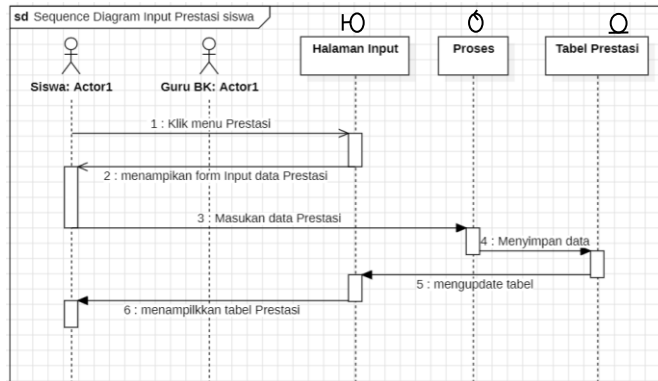 sd Sequence Diagram Input Prestasi siswa
Siswa: Actor1
Guru BK: Actor1
Halaman Input
Proses
Tabel Prestasi
1 : Klik menu Prestasi
2 : menampikan form Input data Prestasi
3 : Masukan data Prestasi
4 : Menyimpan data
5 : mengupdate tabel
6 : menampilkkan tabel Prestasi